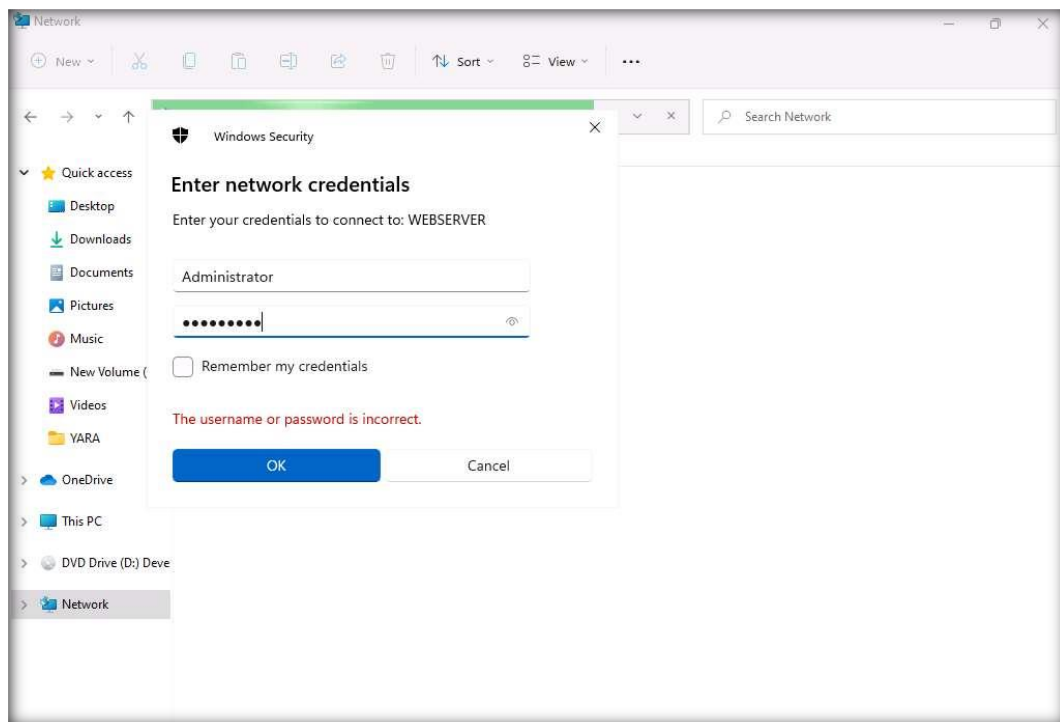 Network
New
Sort
View
Search Network
Windows Security
Enter network credentials
Enter your credentials to connect to: WEBSERVER
Administrator
Remember my credentials
The username or password is incorrect.
OK
Cancel
Quick access
Desktop
Downloads
Documents
Pictures
Music
New Volume (
Videos
YARA
OneDrive
This PC
DVD Drive (D:) Deve
Network